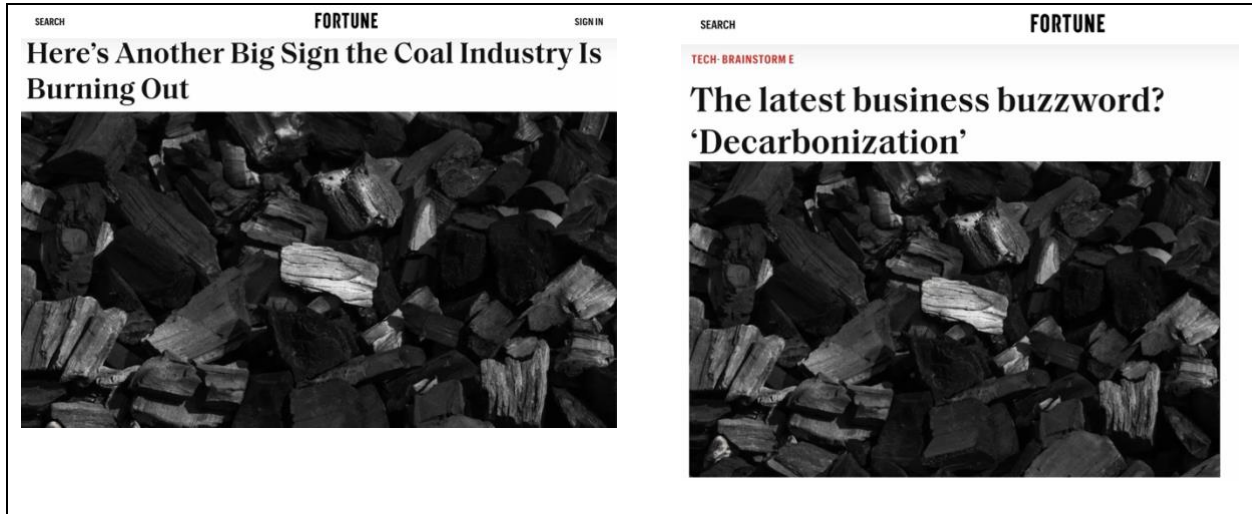 SEARCH
FORTUNE
SIGN IN
Here’s Another Big Sign the Coal Industry Is
Burning Out
SEARCH
FORTUNE
TECH· BRAINSTORM E
The latest business buzzword?
‘Decarbonization’